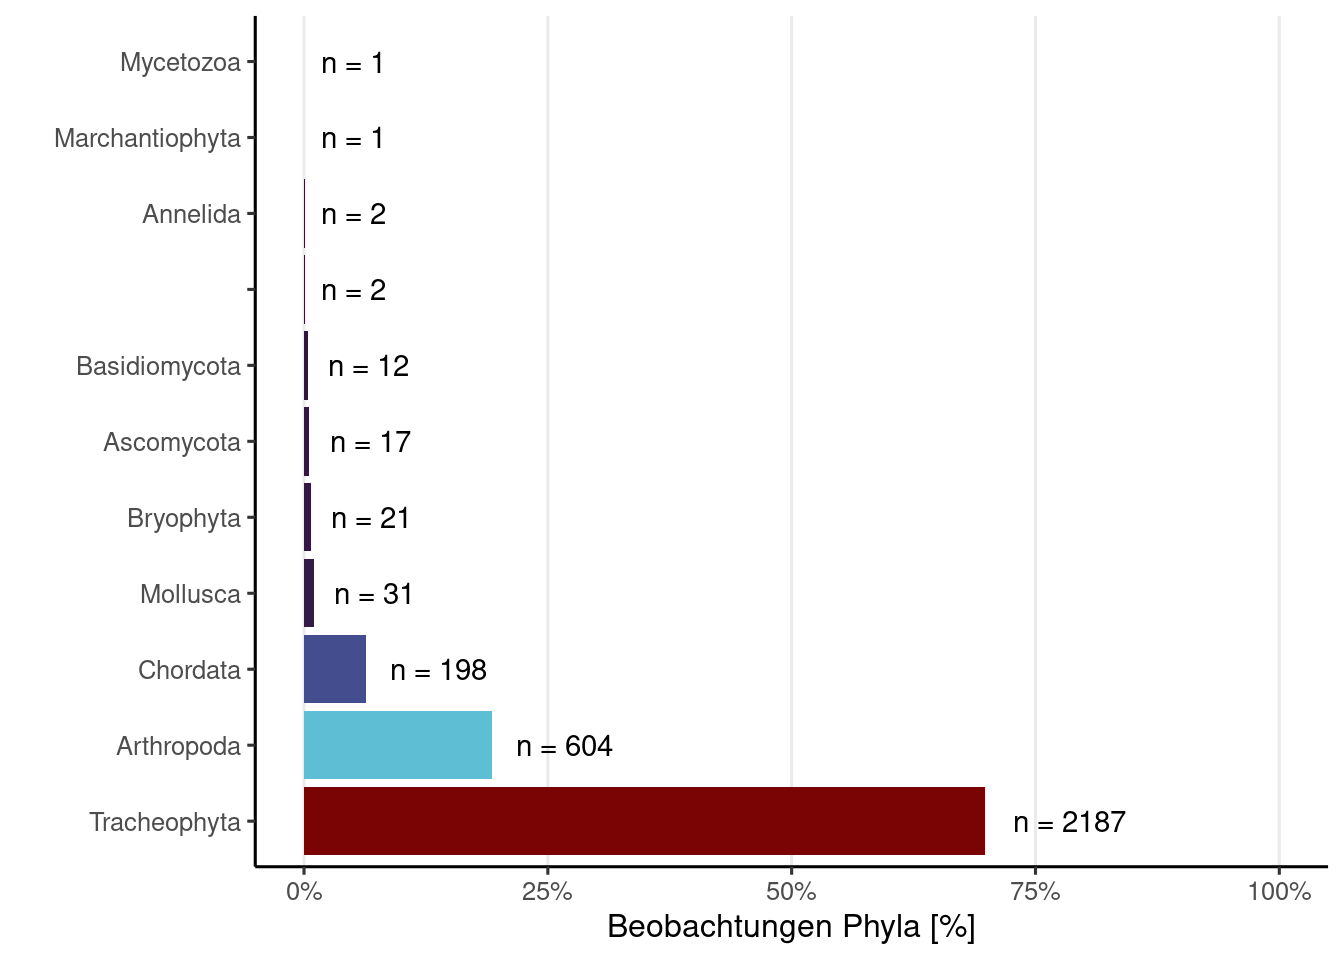 Mycetozoa n = 1
Marchantiophyta n = 1
Annelida n = 2
n = 2
Basidiomycota n = 12
Ascomycota n = 17
Bryophyta n = 21
Mollusca n = 31
Chordata n = 198
Arthropoda n = 604
Tracheophyta n = 2187
0% 25% 50% 75% 100%
Beobachtungen Phyla [%]